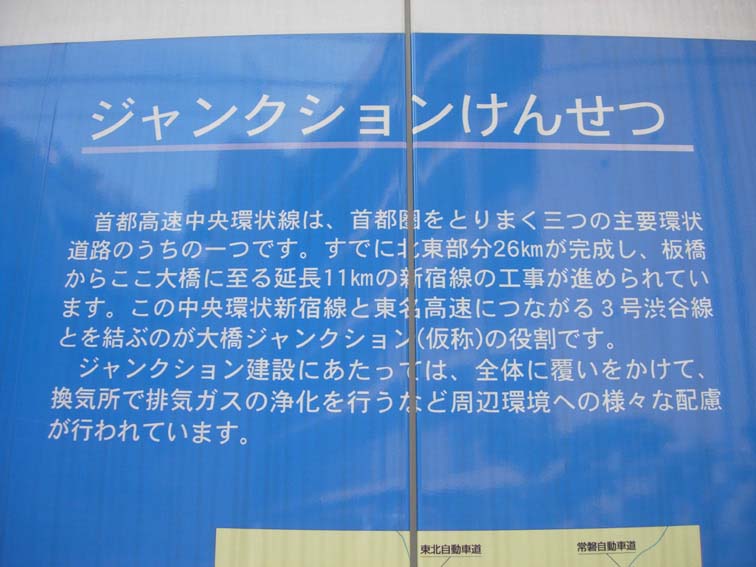 ジャンクションけんせつ
首都高速中央環状線は、首都圏をとりまく三つの主要環状
道路のうちの一つです。すでに北東部分26kmが完成し、板橋
からここ大橋に至る延長11kmの新宿線の工事が進められてい
ます。この中央環状新宿線と東名高速につながる3号渋谷線
とを結ぶのが大橋ジャンクション(仮称)の役割です。
ジャンクション建設にあたっては、全体に覆いをかけて、
換気所で排気ガスの浄化を行うなど周辺環境への様々な配慮
が行われています。
東北自動車道
常磐自動車道